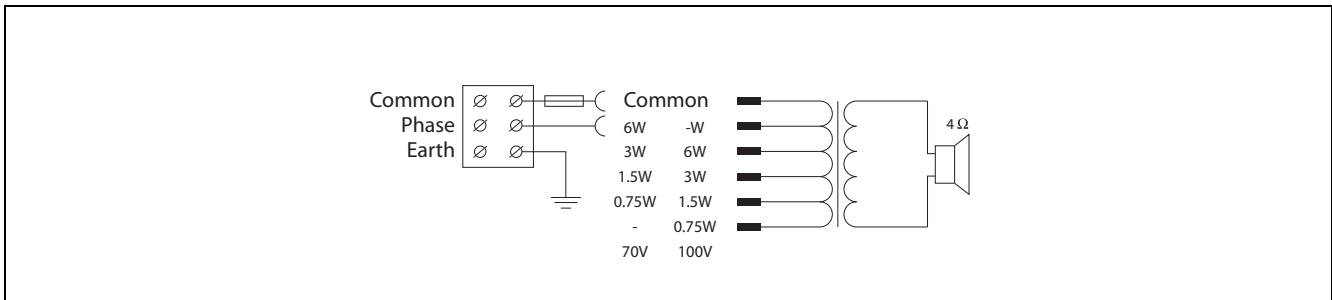 Common
Phase
Earth
Common
6W -W
3W 6W
1.5W 3W
0.75W 1.5W
- 0.75W
70V 100V
4 Ω